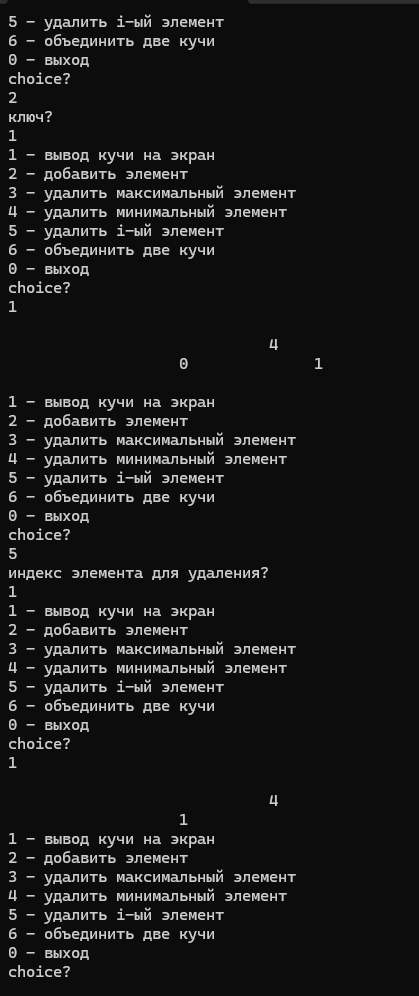 5 – удалить i–ый элемент
6 – объединить две кучи
0 – выход
choice?
2
ключ?
1
1 – вывод кучи на экран
2 – добавить элемент
3 – удалить максимальный элемент
4 – удалить минимальный элемент
5 – удалить i–ый элемент
6 – объединить две кучи
0 – выход
choice?
1
4
0 1
1 – вывод кучи на экран
2 – добавить элемент
3 – удалить максимальный элемент
4 – удалить минимальный элемент
5 – удалить i–ый элемент
6 – объединить две кучи
0 – выход
choice?
5
индекс элемента для удаления?
1
1 – вывод кучи на экран
2 – добавить элемент
3 – удалить максимальный элемент
4 – удалить минимальный элемент
5 – удалить i–ый элемент
6 – объединить две кучи
0 – выход
choice?
1
4
1
1 – вывод кучи на экран
2 – добавить элемент
3 – удалить максимальный элемент
4 – удалить минимальный элемент
5 – удалить i–ый элемент
6 – объединить две кучи
0 – выход
choice?